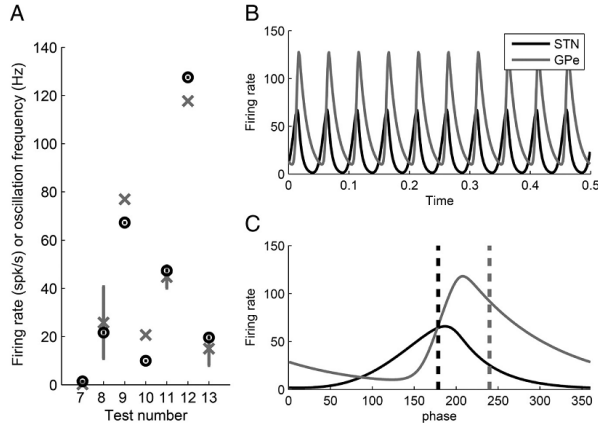 A
Firing rate (spk/s) or oscillation frequency (Hz)
140
120
100
80
60
40
20
0
7 8 9 10 11 12 13
Test number
B
Firing rate
150
100
50
0
STN
GPe
0 0.1 0.2 0.3 0.4 0.5
Time
C
Firing rate
150
100
50
0
0 50 100 150 200 250 300 350
phase